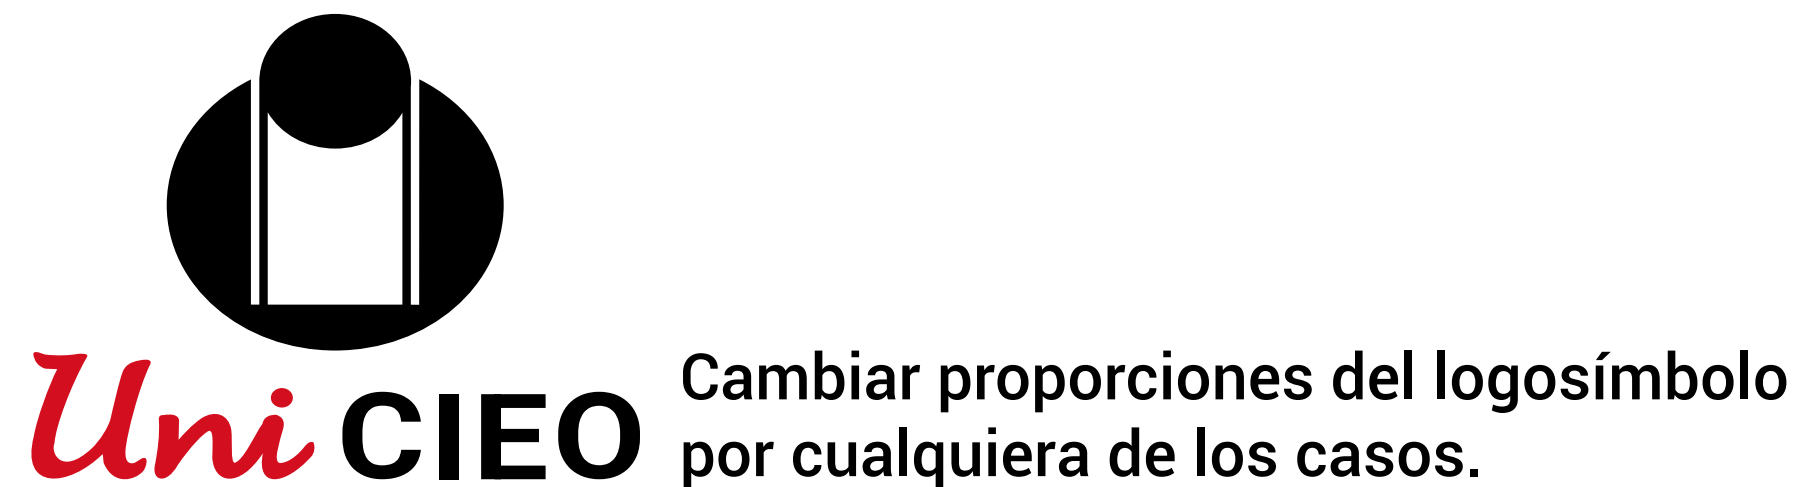 Uni CIEO
Cambiar proporciones del logosímbolo
por cualquiera de los casos.